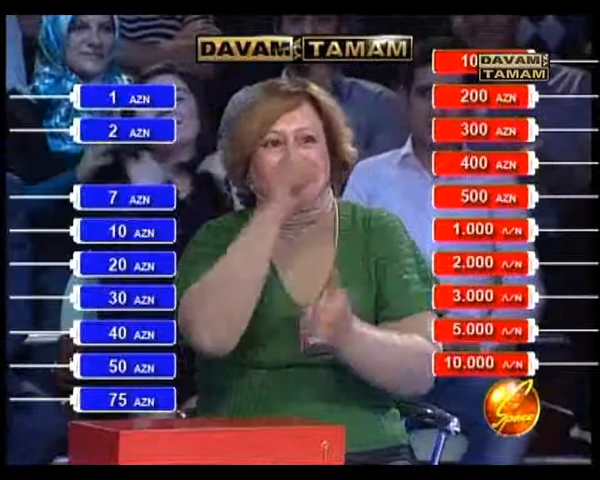 DAVAM TAMAM
DAVAM
TAMAM
1 AZN
2 AZN
7 AZN
10 AZN
20 AZN
30 AZN
40 AZN
50 AZN
75 AZN
200 AZN
300 AZN
400 AZN
500 AZN
1.000 AZN
2.000 AZN
3.000 AZN
5.000 AZN
10.000 AZN
Space